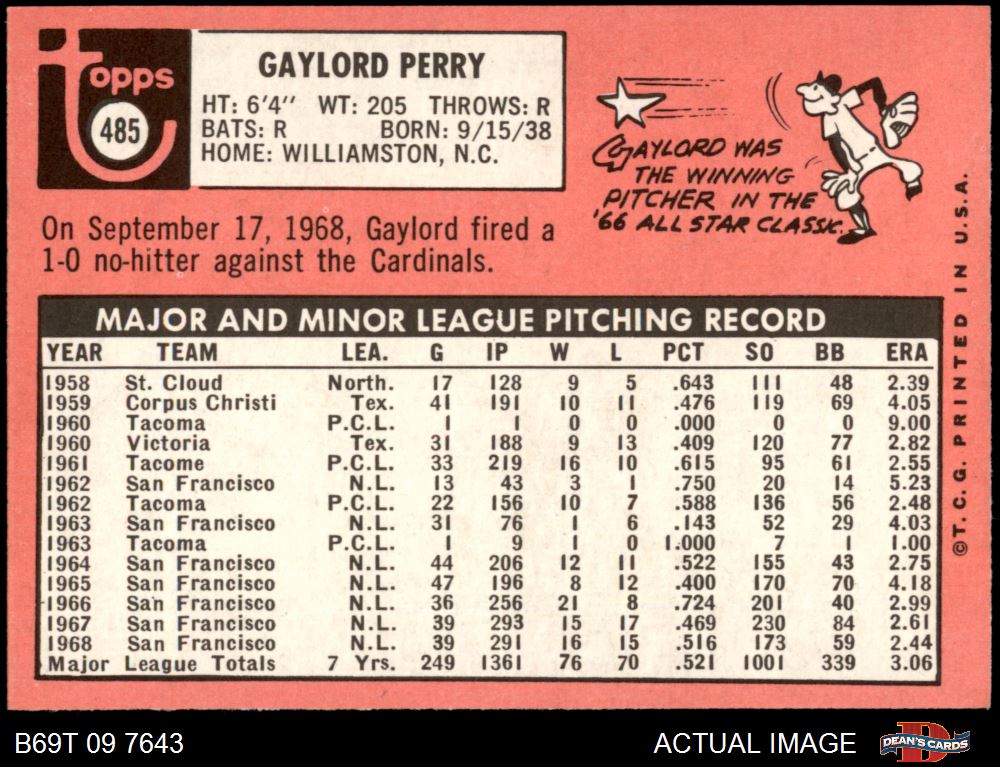 Topps
485
GAYLORD PERRY
HT: 6'4" WT: 205 THROWS: R
BATS: R BORN: 9/15/38
HOME: WILLIAMSTON, N.C.
GAYLORD WAS
THE WINNING
PITCHER IN THE
'66 ALL STAR CLASSIC.
On September 17, 1968, Gaylord fired a
1-0 no-hitter against the Cardinals.
MAJOR AND MINOR LEAGUE PITCHING RECORD
YEAR TEAM LEA. G IP W L PCT SO BB ERA
1958 St. Cloud North. 17 128 9 5 .643 111 48 2.39
1959 Corpus Christi Tex. 41 191 10 11 .476 119 69 4.05
1960 Tacoma P.C.L. 1 1 0 0 .000 0 0 9.00
1960 Victoria Tex. 31 188 9 13 .409 120 77 2.82
1961 Tacome P.C.L. 33 219 16 10 .615 95 61 2.55
1962 San Francisco N.L. 13 43 3 1 .750 20 14 5.23
1962 Tacoma P.C.L. 22 156 10 7 .588 136 56 2.48
1963 San Francisco N.L. 31 76 1 6 .143 52 29 4.03
1963 Tacoma P.C.L. 1 9 1 0 1.000 7 1 1.00
1964 San Francisco N.L. 44 206 12 11 .522 155 43 2.75
1965 San Francisco N.L. 47 196 8 12 .400 170 70 4.18
1966 San Francisco N.L. 36 256 21 8 .724 201 40 2.99
1967 San Francisco N.L. 39 293 15 17 .469 230 84 2.61
1968 San Francisco N.L. 39 291 16 15 .516 173 59 2.44
Major League Totals 7 Yrs. 249 1361 76 70 .521 1001 339 3.06
©T.C.G. PRINTED IN U.S.A.
B69T 09 7643
ACTUAL IMAGE
DEAN'S CARDS